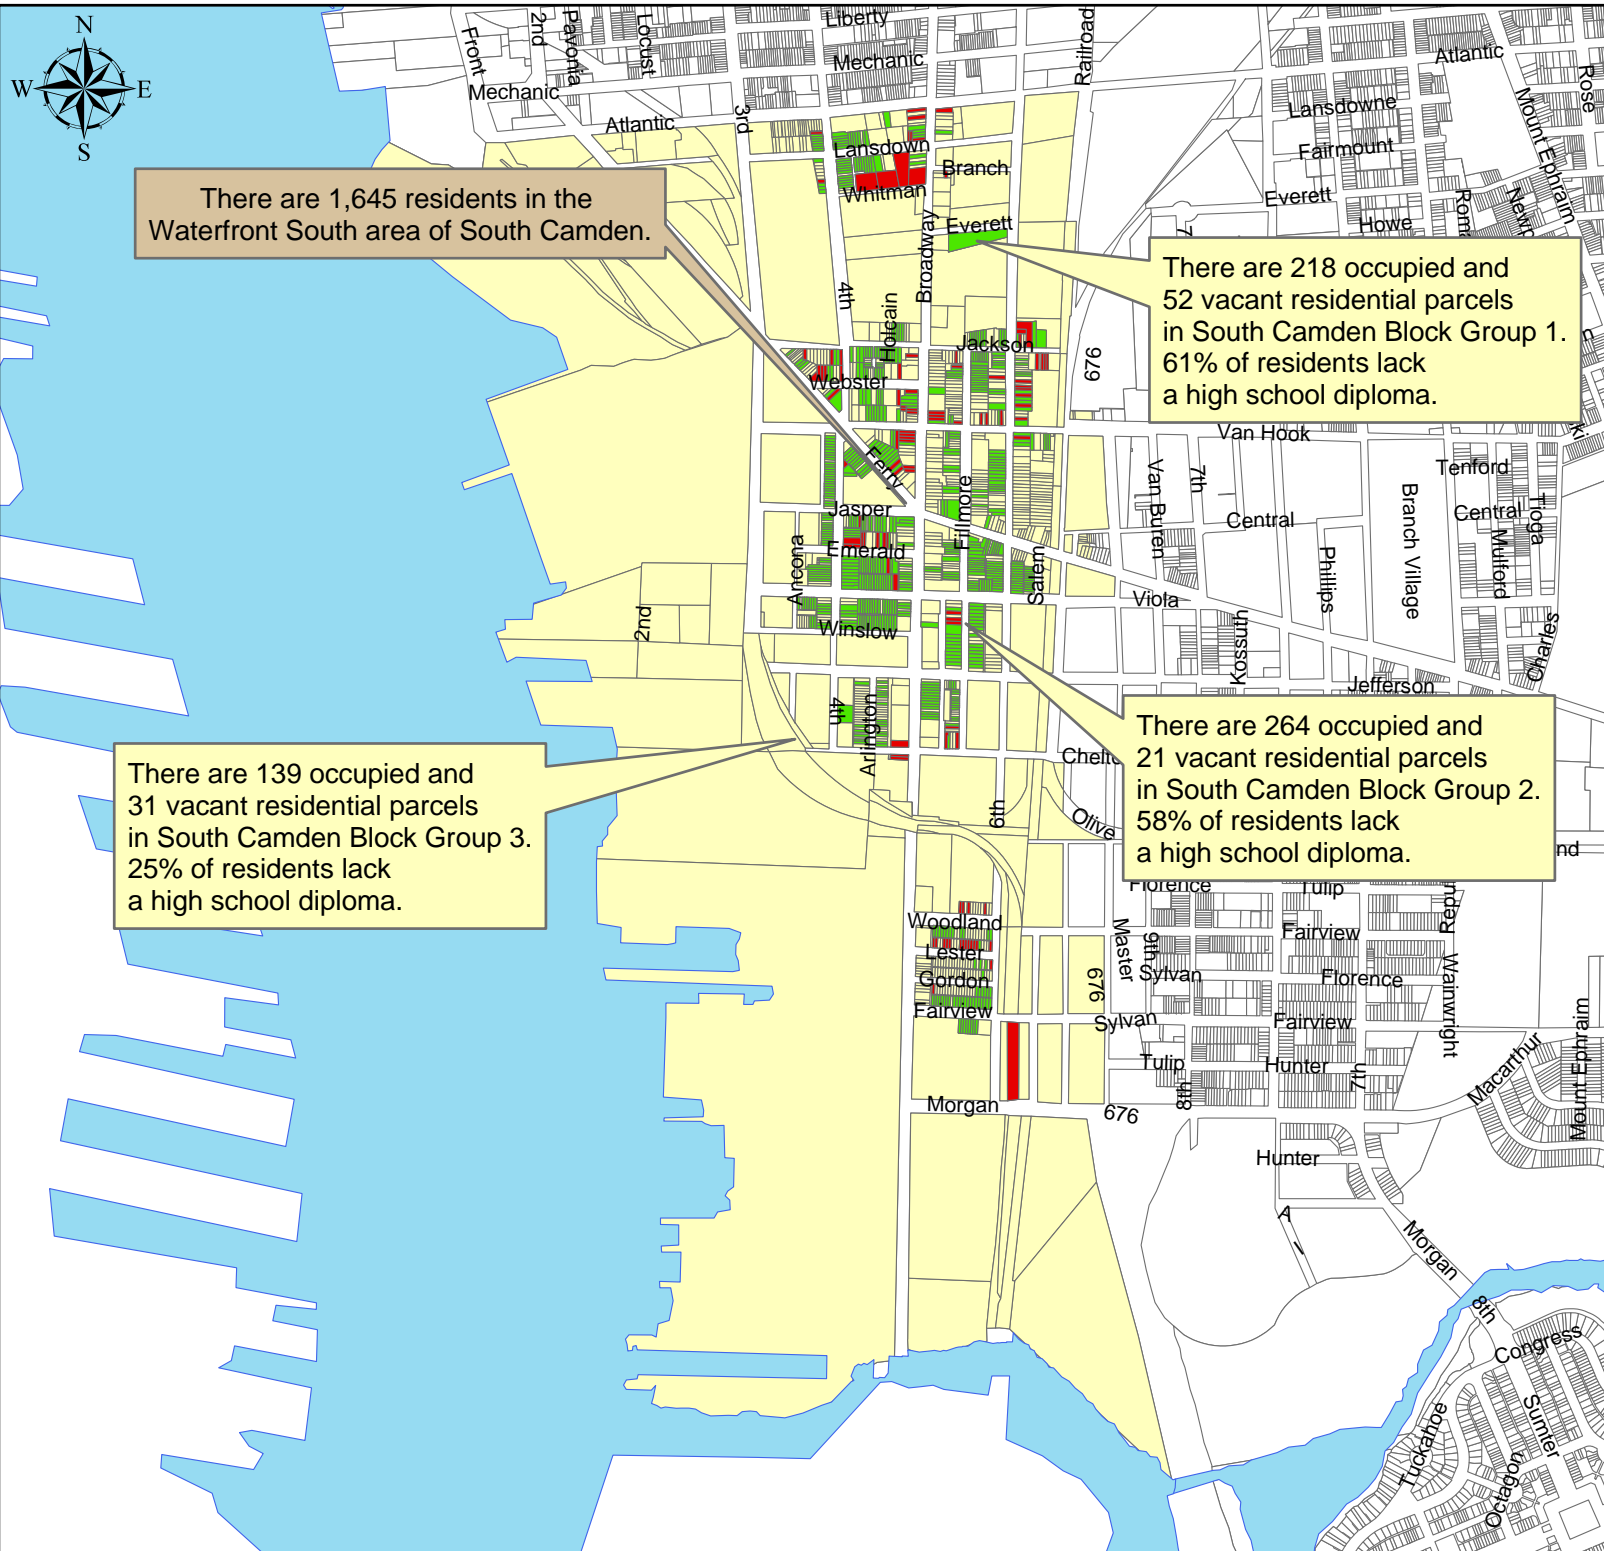 N
W
E
S
Front
2nd
Pavonia
Locust
Liberty
Mechanic
Railroad
Atlantic
Rose
Mechanic
Atlantic
3rd
Lansdowne
Mount Ephraim
Lansdown
Branch
Fairmount
Whitman
Everett
Howe
Everett
Broadway
There are 1,645 residents in the
Waterfront South area of South Camden.
There are 218 occupied and
52 vacant residential parcels
in South Camden Block Group 1.
61% of residents lack
a high school diploma.
4th
Holcain
Jackson
676
Webster
Van Hook
Ferry
Fillmore
Van Buren
7th
Tenford
Jasper
Central
Branch Village
Central
Tioga
Emerald
Ancona
Salem
Phillips
Mulford
2nd
Viola
Winslow
Kossuth
Charles
Jefferson
4th
Arlington
There are 264 occupied and
21 vacant residential parcels
in South Camden Block Group 2.
58% of residents lack
a high school diploma.
There are 139 occupied and
31 vacant residential parcels
in South Camden Block Group 3.
25% of residents lack
a high school diploma.
6th
Olive
Florence
Tulip
Woodland
Master
9th
Fairview
Lester
Sylvan
Florence
Wainwright
Gordon
676
Fairview
Sylvan
Fairview
Tulip
Hunter
7th
Macarthur
Mount Ephraim
8th
Morgan
676
Hunter
Morgan
8th
Congress
Sumter
Tuckahoe
Octagon